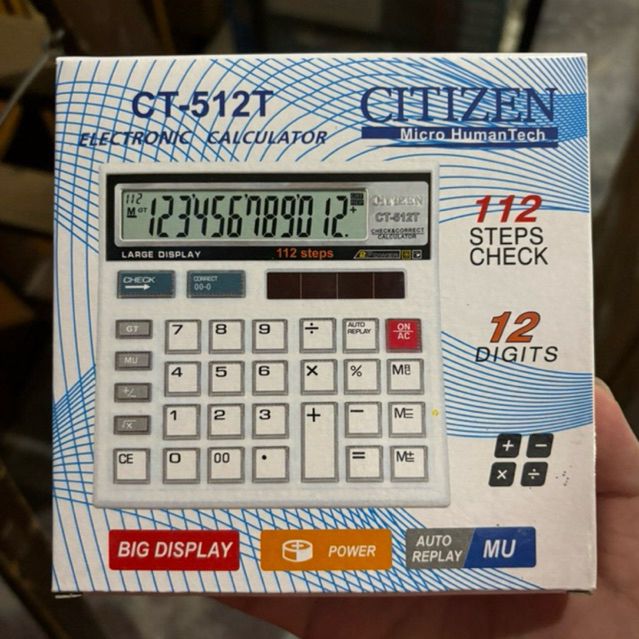 CT-512T
ELECTRONIC CALCULATOR
CITIZEN
Micro HumanTech
112
M GT
123456789012.
CITIZEN
CT-512T
CHECK&CORRECT
CALCULATOR
LARGE DISPLAY
112 steps
CHECK
CORRECT
00-0
112
STEPS
CHECK
12
DIGITS
GT 7 8 9 ÷ AUTO REPLAY ON/AC
MU 4 5 6 × %
+/- 1 2 3 + −
√x
CE 0 00 • =
+ −
× ÷
BIG DISPLAY
POWER
AUTO
REPLAY
MU